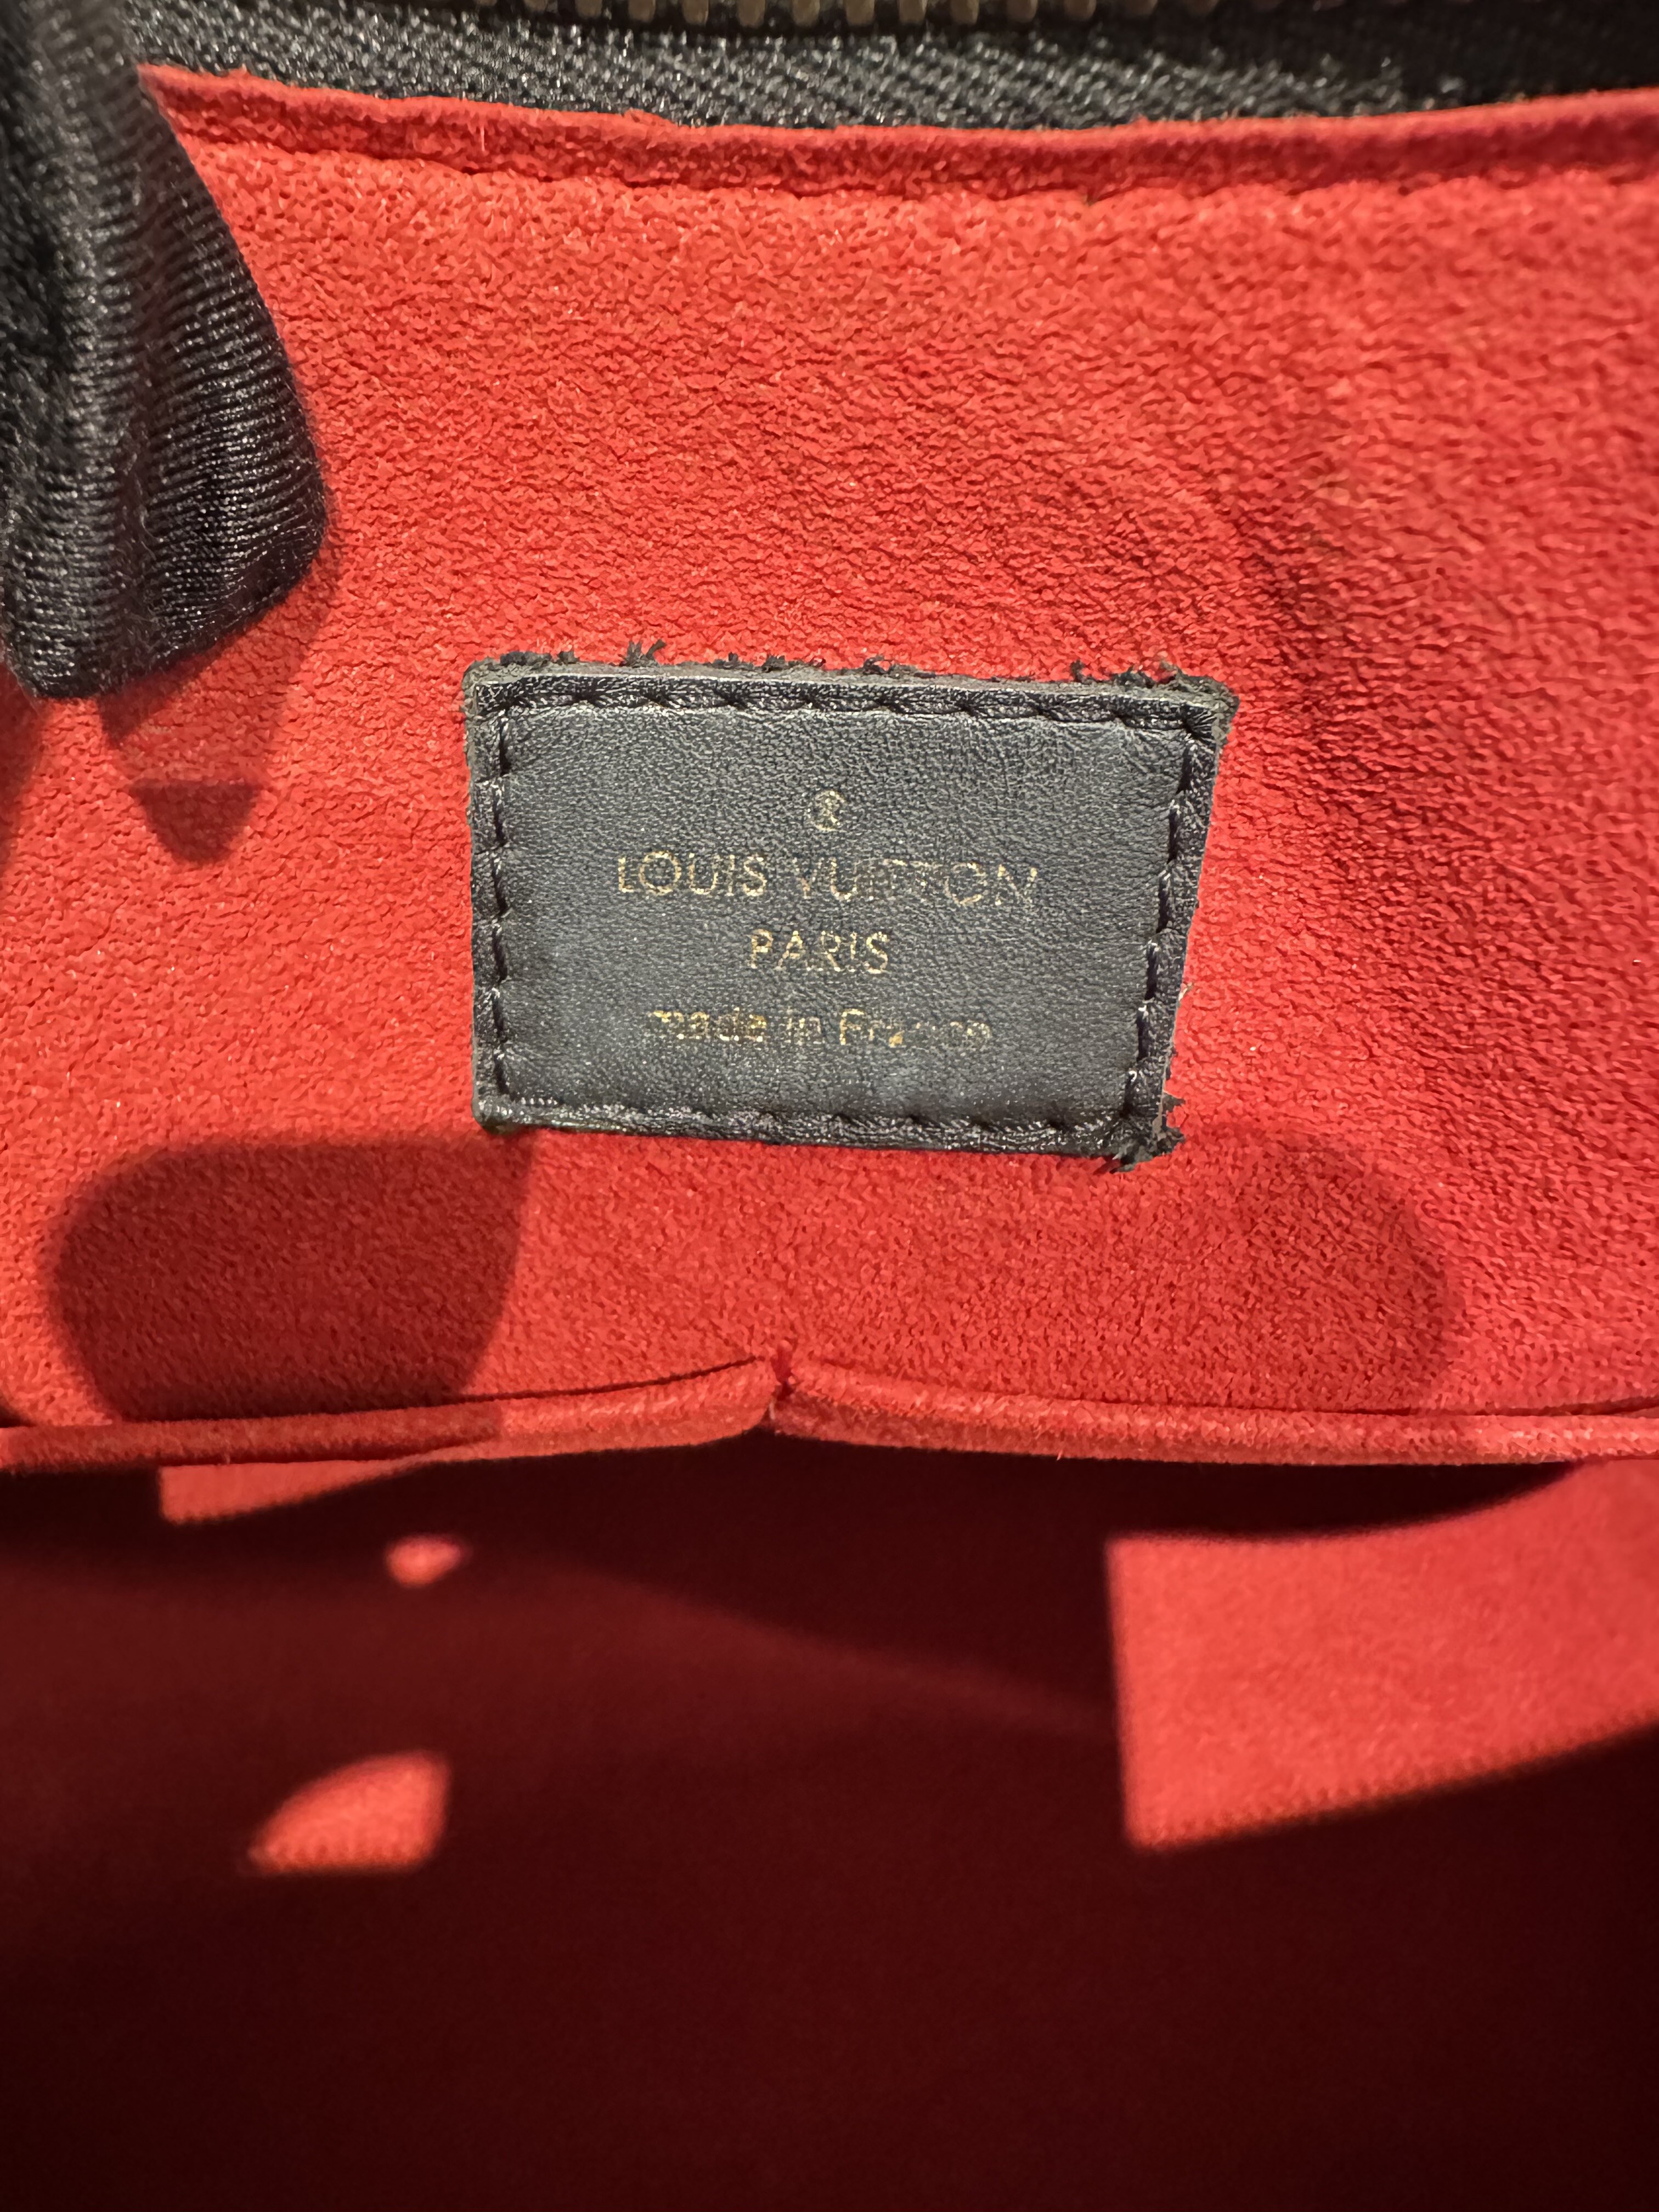 ®
LOUIS VUITTON
PARIS
made in France